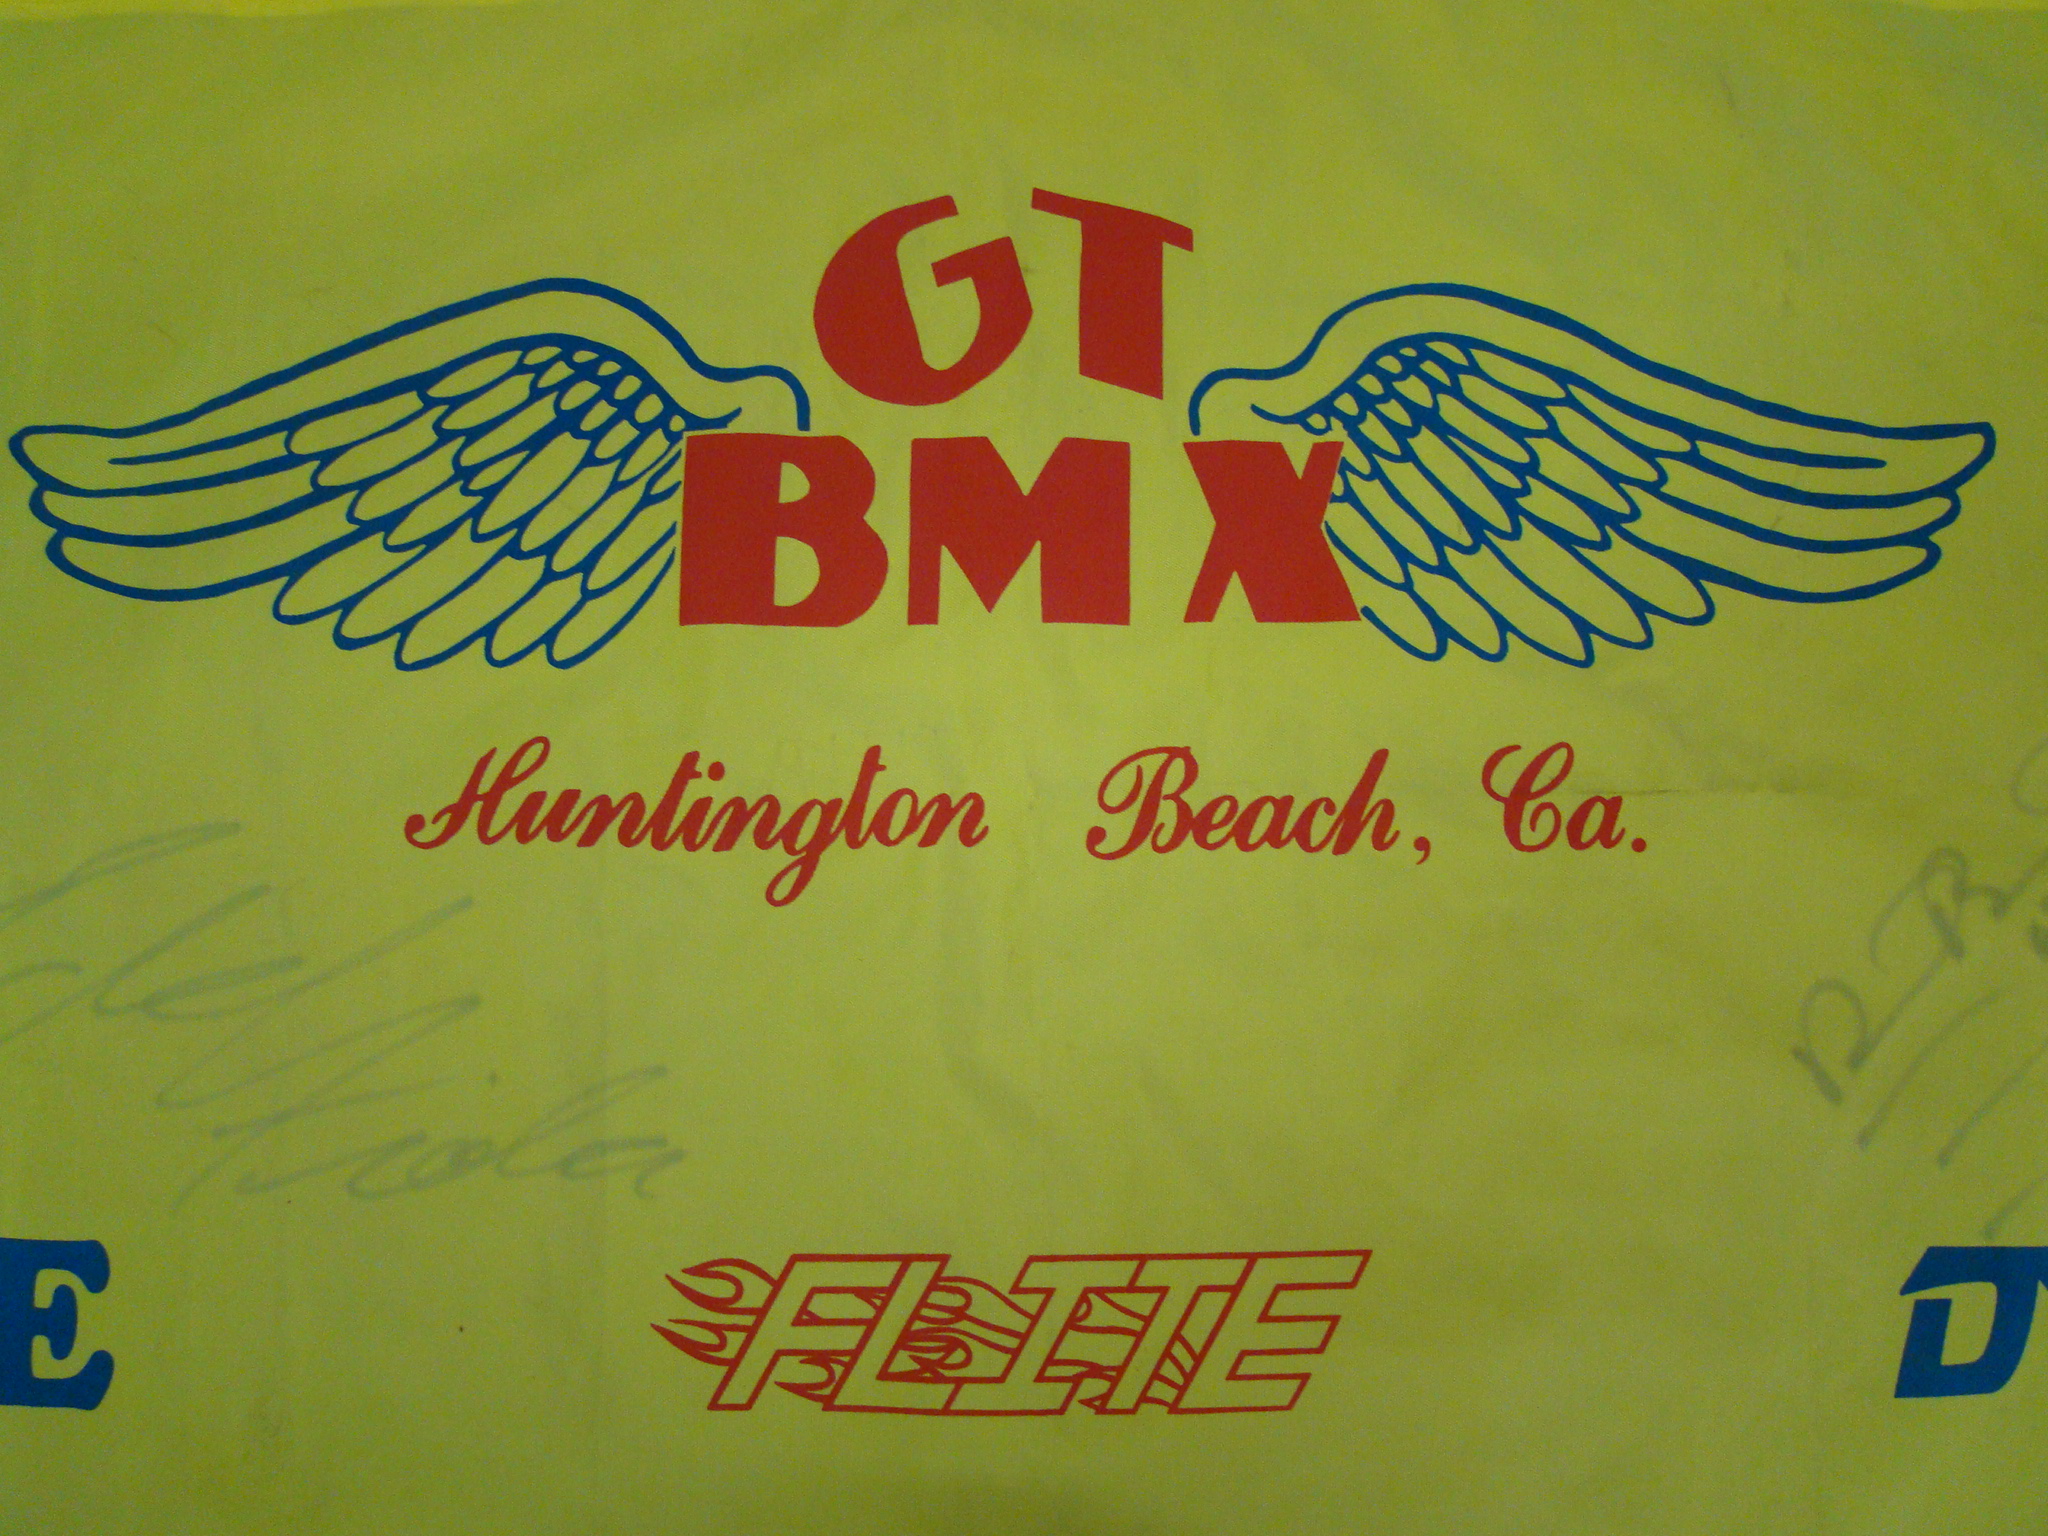 GT
BMX
Huntington Beach, Ca.
E
FLITE
D